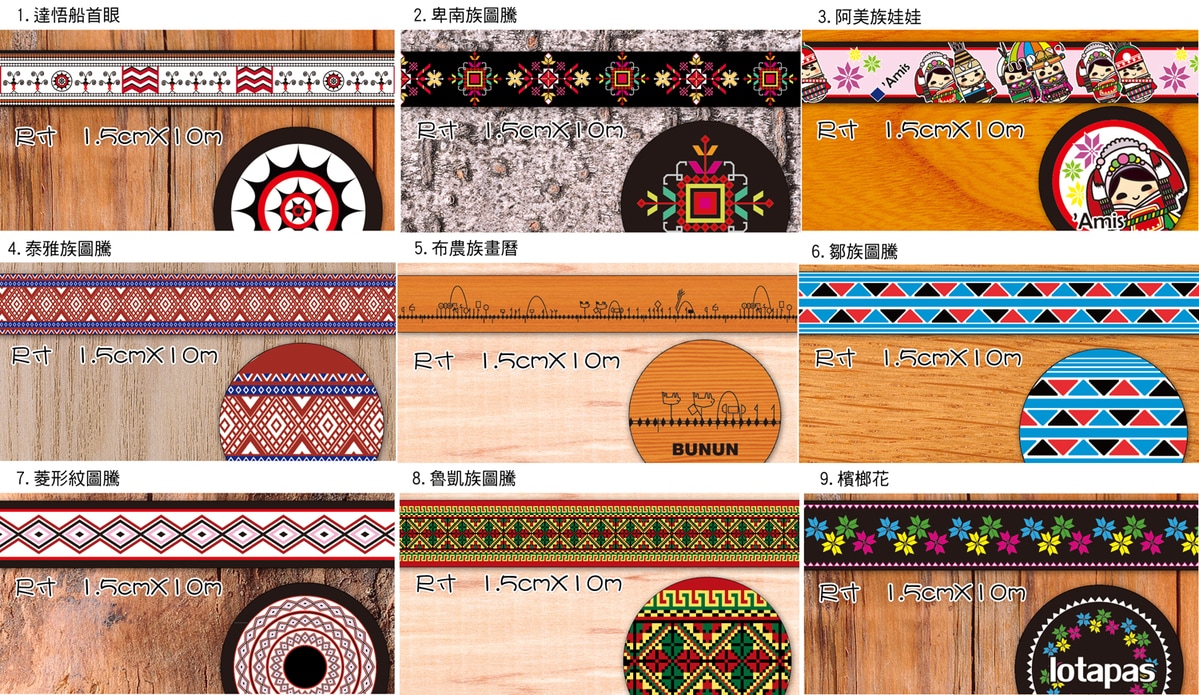 1.達悟船首眼
2.卑南族圖騰
3.阿美族娃娃
'Amis
尺寸 1.5cmX10m
尺寸 1.5cmX10m
尺寸 1.5cmX10m
'Amis
4.泰雅族圖騰
5.布農族畫曆
6.鄒族圖騰
尺寸 1.5cmX10m
尺寸 1.5cmX10m
尺寸 1.5cmX10m
BUNUN
7.菱形紋圖騰
8.魯凱族圖騰
9.檳榔花
尺寸 1.5cmX10m
尺寸 1.5cmX10m
尺寸 1.5cmX10m
lotapas